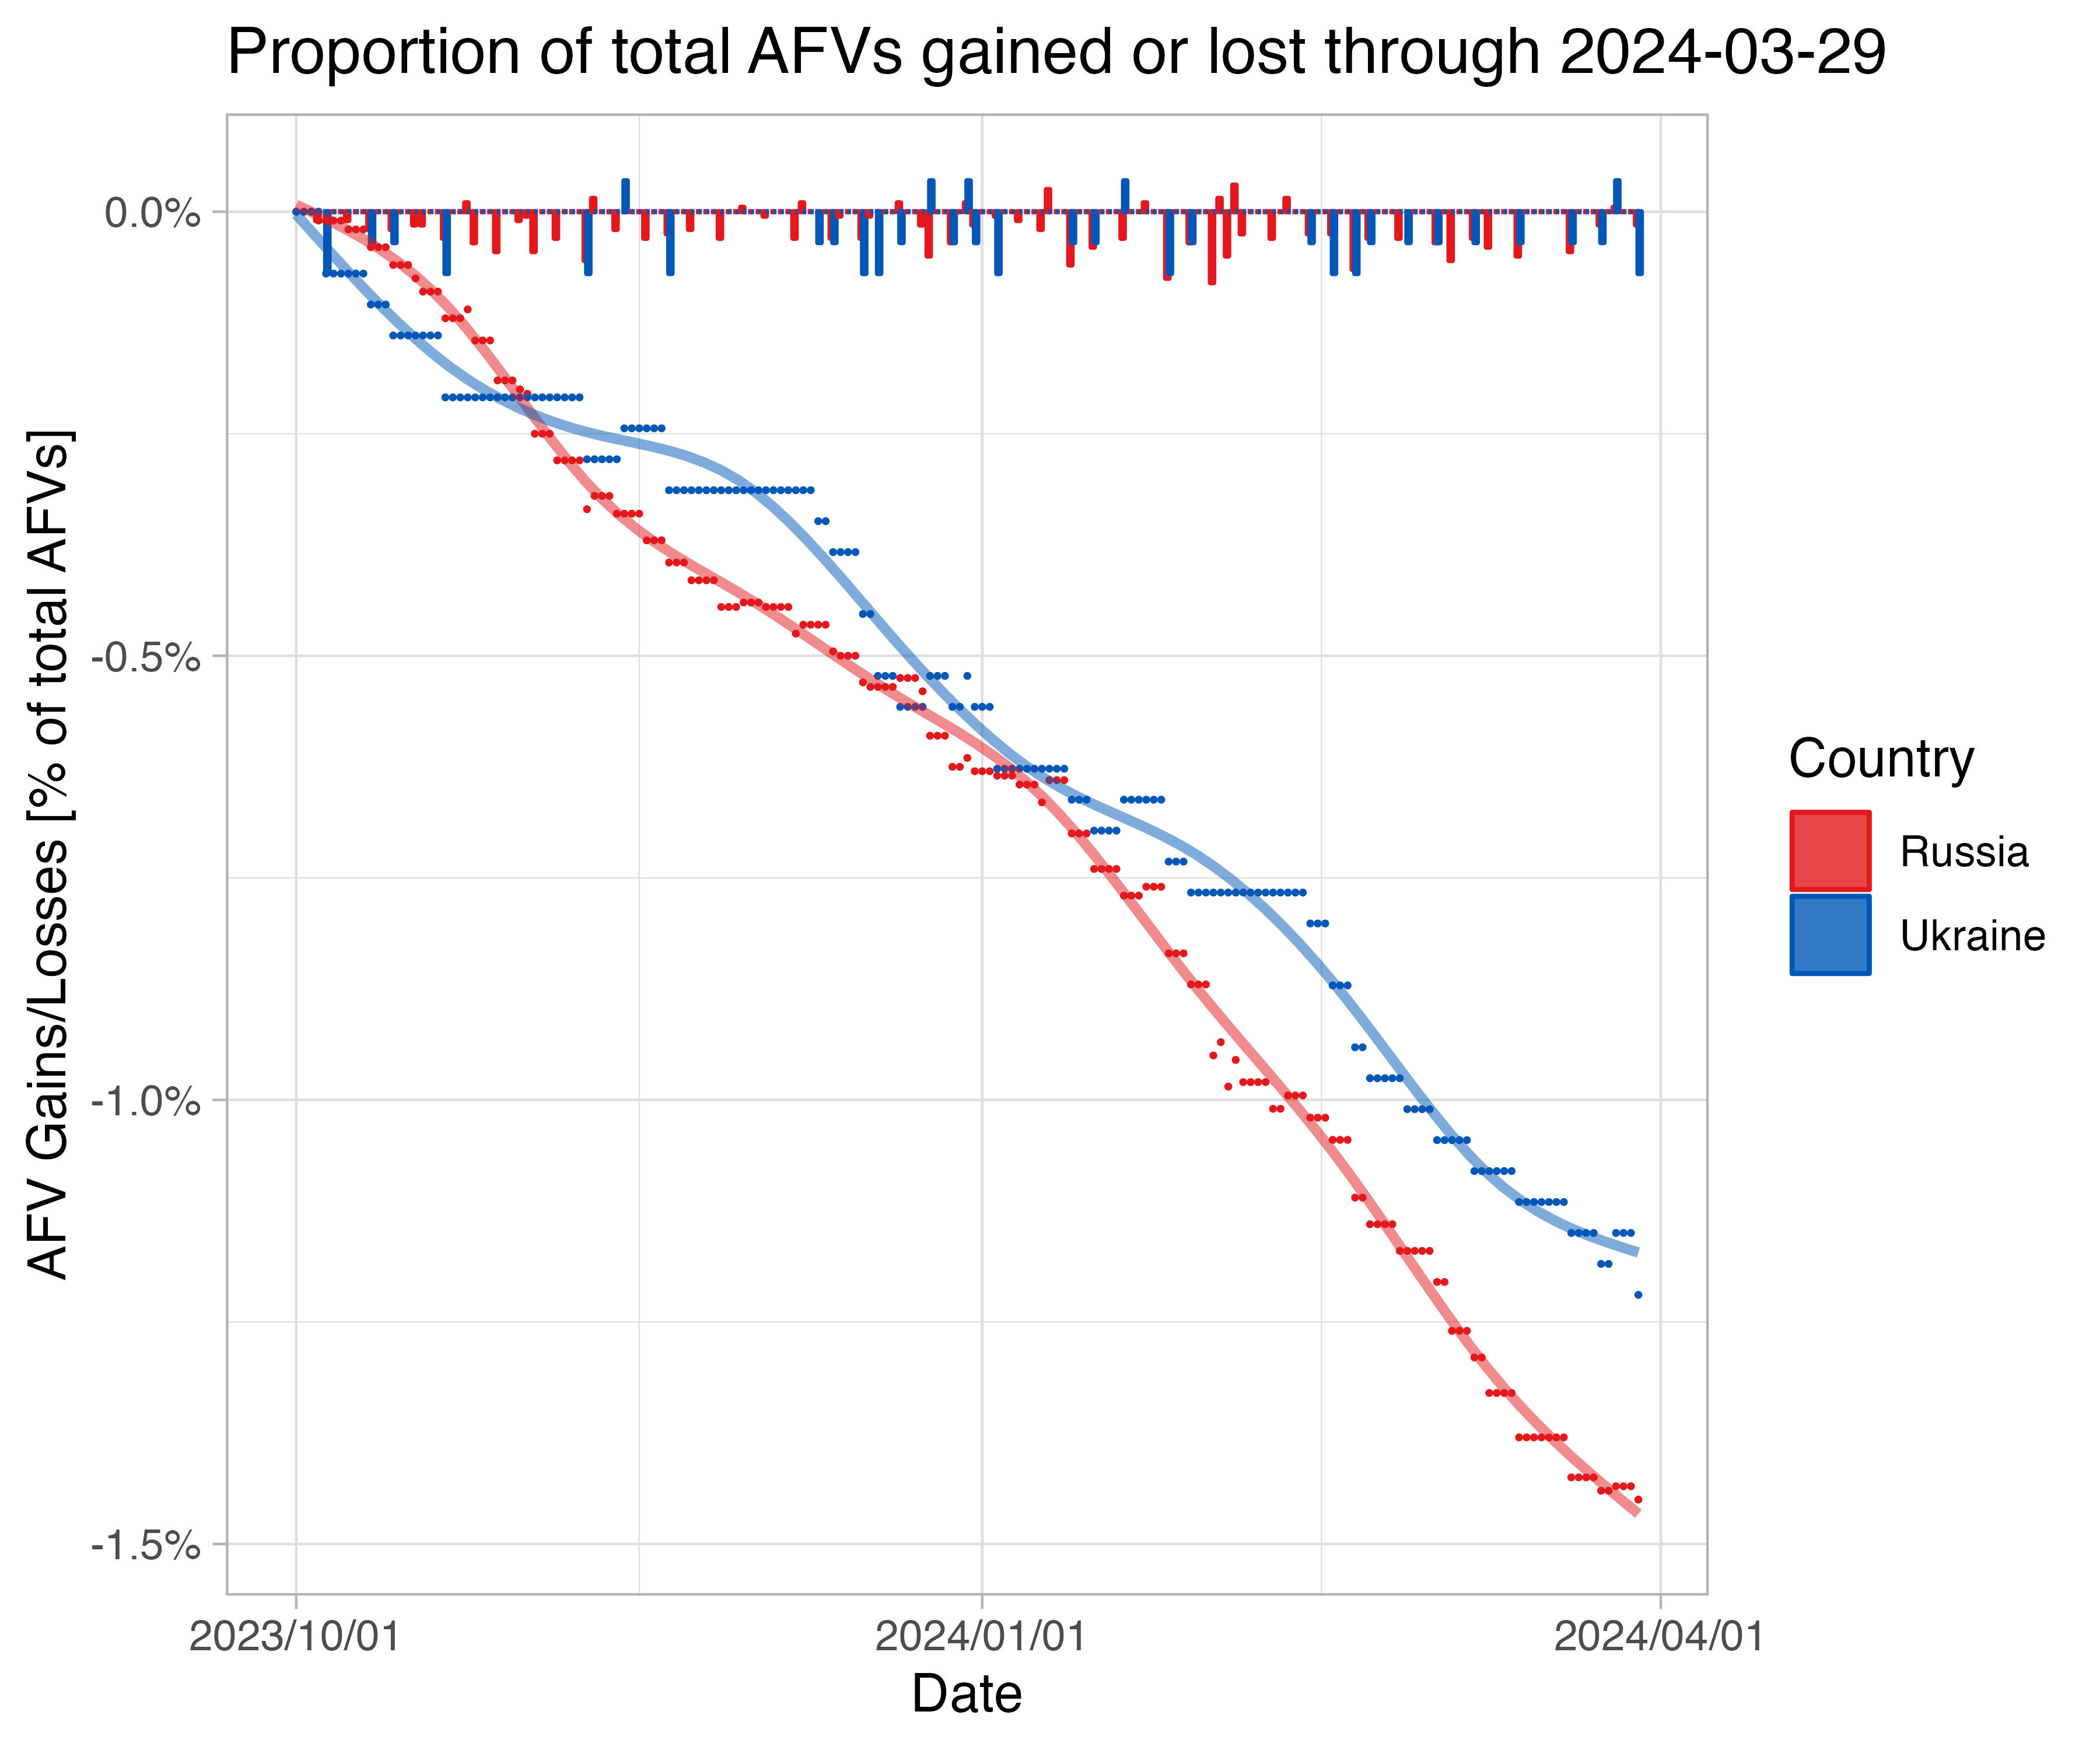 Proportion of total AFVs gained or lost through 2024-03-29
AFV Gains/Losses [% of total AFVs]
0.0%
-0.5%
-1.0%
-1.5%
2023/10/01
2024/01/01
2024/04/01
Date
Country
Russia
Ukraine